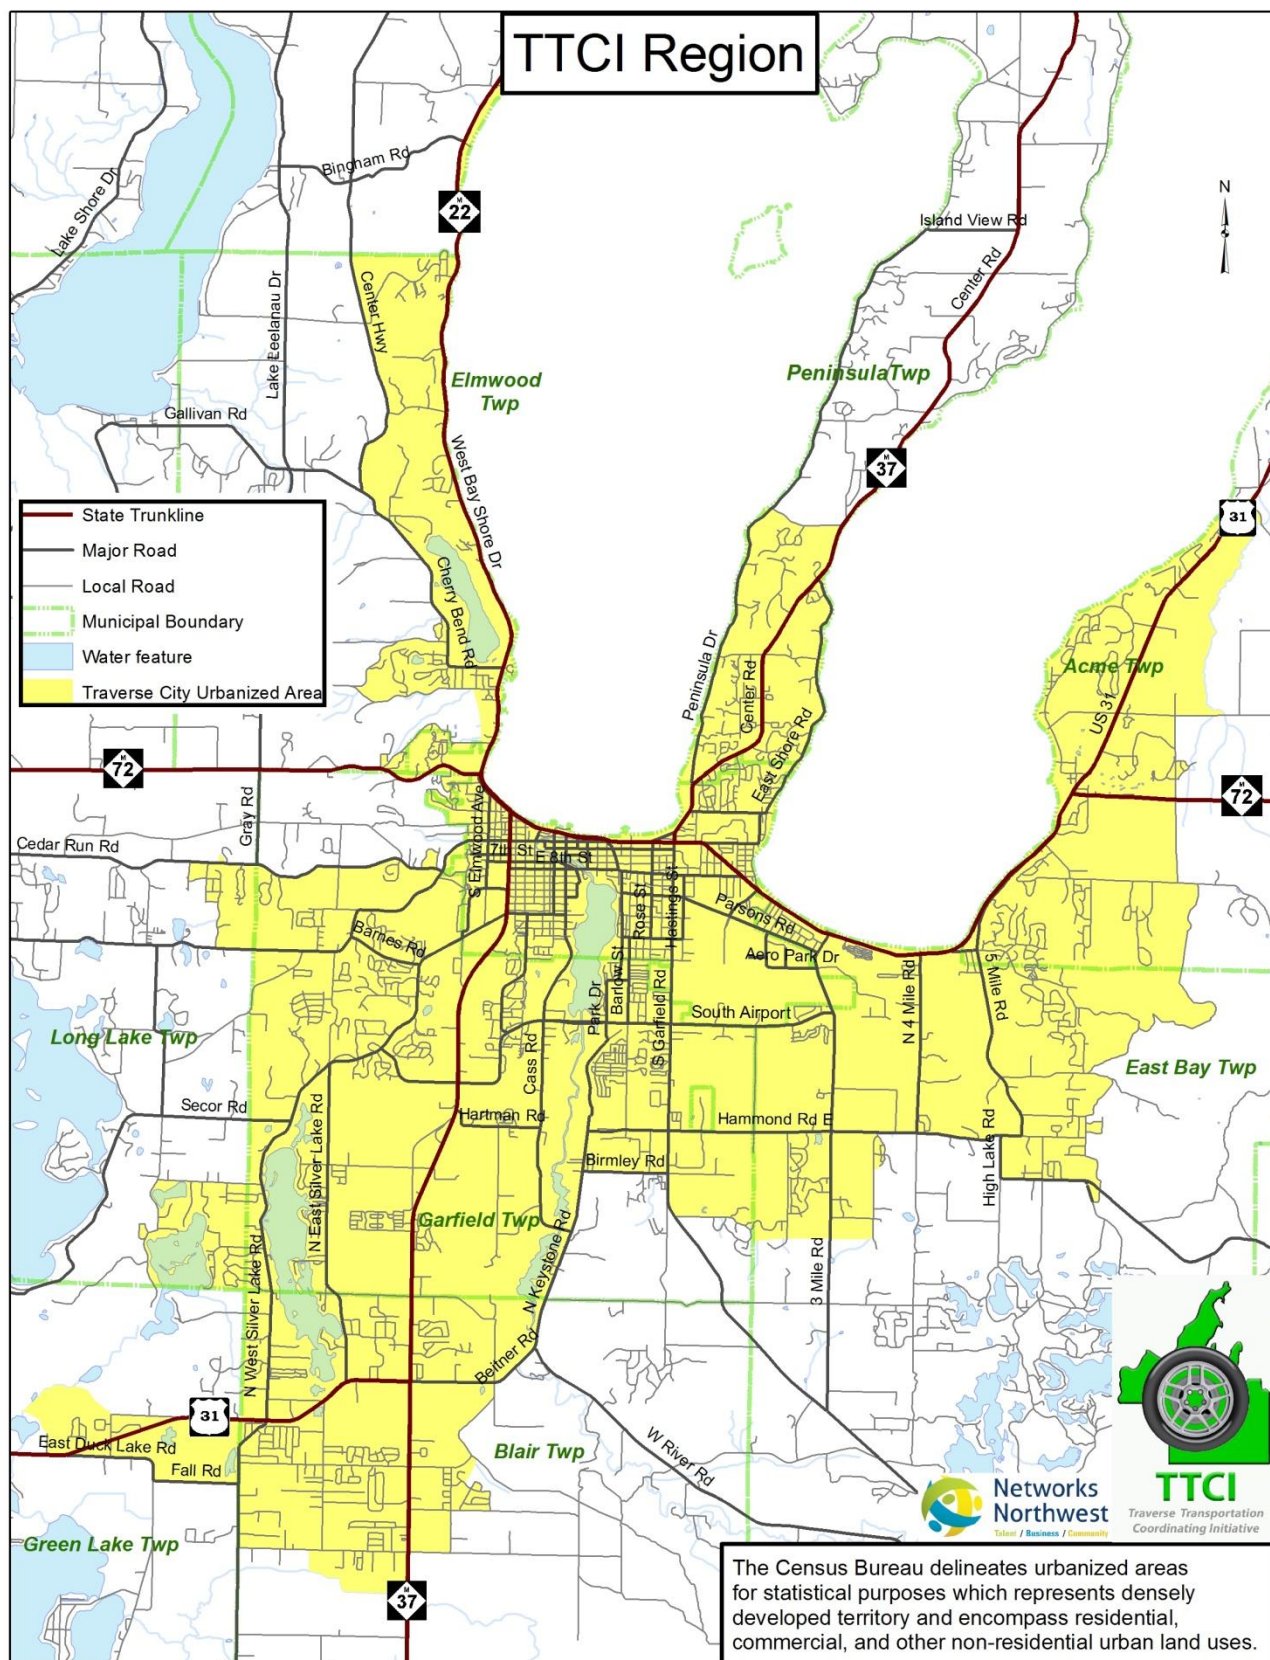 TTCI Region
Bingham Rd
Lake Shore Dr
M
22
N
Island View Rd
Center Rd
Lake Leelanau Dr
Center Hwy
Elmwood
Twp
PeninsulaTwp
Gallivan Rd
West Bay Shore Dr
M
37
31
State Trunkline
Major Road
Local Road
Municipal Boundary
Water feature
Traverse City Urbanized Area
Cherry Bend Rd
Peninsula Dr
Center Rd
East Shore Rd
Acme Twp
US 31
M
72
M
72
Gray Rd
Cedar Run Rd
S Elmwood Ave
7th St
E 8th St
Rose St
Hastings St
Parsons Rd
Barnes Rd
Aero Park Dr
Barlow St
Park Dr
S Garfield Rd
South Airport
N 4 Mile Rd
5 Mile Rd
Long Lake Twp
Cass Rd
East Bay Twp
Secor Rd
Hartman Rd
Hammond Rd E
Birmley Rd
High Lake Rd
N East Silver Lake Rd
Garfield Twp
N Keystone Rd
3 Mile Rd
N West Silver Lake Rd
Beitner Rd
31
East Duck Lake Rd
Fall Rd
Blair Twp
W River Rd
Green Lake Twp
M
37
Networks
Northwest
Talent / Business / Community
TTCI
Traverse Transportation
Coordinating Initiative
The Census Bureau delineates urbanized areas
for statistical purposes which represents densely
developed territory and encompass residential,
commercial, and other non-residential urban land uses.